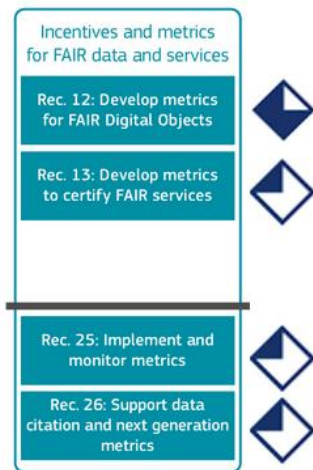 Incentives and metrics
for FAIR data and services
Rec. 12: Develop metrics
for FAIR Digital Objects
Rec. 13: Develop metrics
to certify FAIR services
Rec. 25: Implement and
monitor metrics
Rec. 26: Support data
citation and next generation
metrics